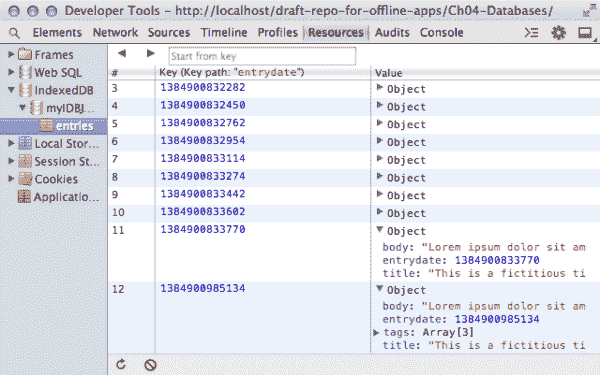 Developer Tools - http://localhost/draft-repo-for-offline-apps/Ch04-Databases/
Elements Network Sources Timeline Profiles Resources Audits Console
Frames
Web SQL
IndexedDB
myIDBJ...
entries
Local Stor...
Session St...
Cookies
Application...
Start from key
# Key (Key path: "entrydate") Value
3 1384900832282 Object
4 1384900832450 Object
5 1384900832762 Object
6 1384900832954 Object
7 1384900833114 Object
8 1384900833274 Object
9 1384900833442 Object
10 1384900833602 Object
11 1384900833770 Object
body: "Lorem ipsum dolor sit am
entrydate: 1384900833770
title: "This is a fictitious ti
12 1384900985134 Object
body: "Lorem ipsum dolor sit am
entrydate: 1384900985134
tags: Array[3]
title: "This is a fictitious ti